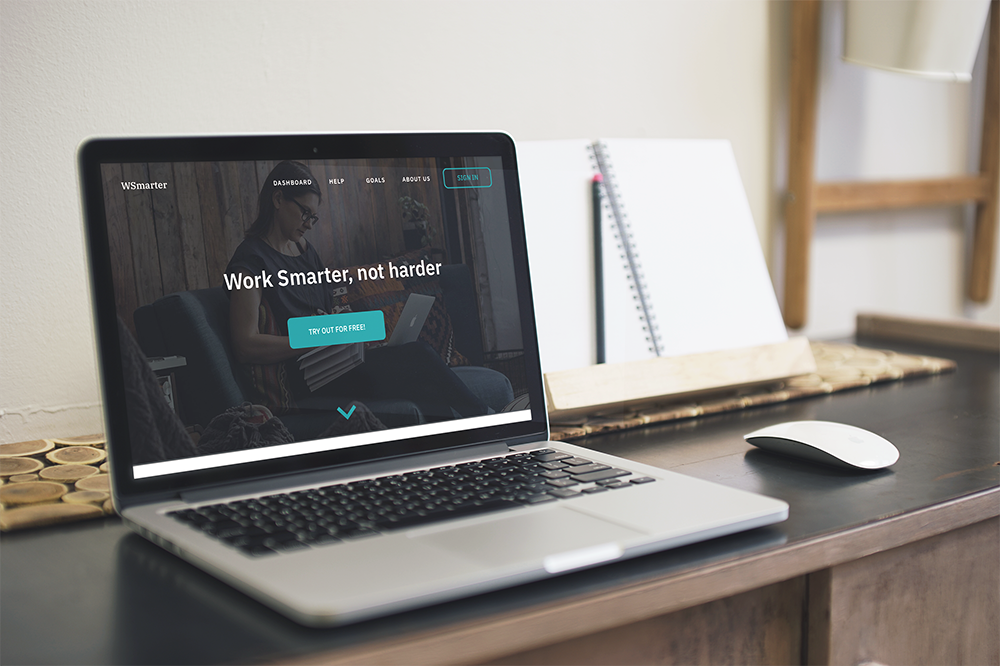 WSmarter
DASHBOARD HELP GOALS ABOUT US SIGN IN
Work Smarter, not harder
TRY OUT FOR FREE!